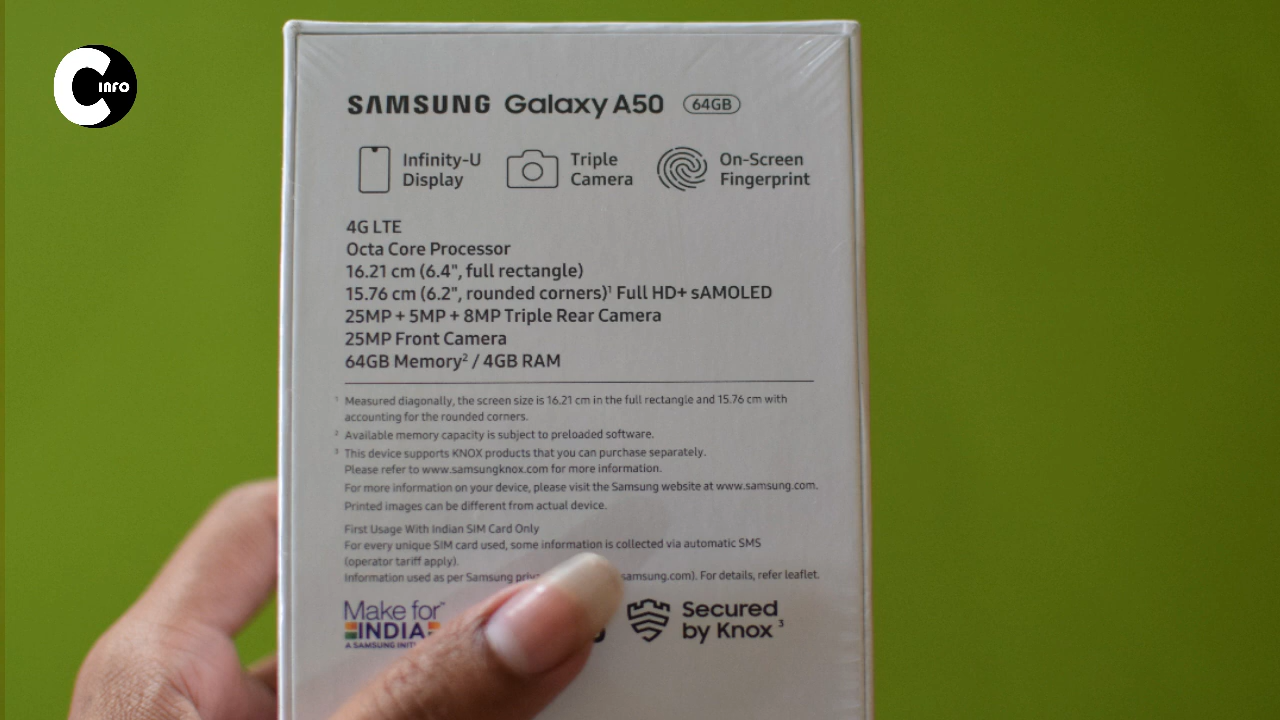 C INFO
SAMSUNG Galaxy A50 64GB
Infinity-U
Display
Triple
Camera
On-Screen
Fingerprint
4G LTE
Octa Core Processor
16.21 cm (6.4", full rectangle)
15.76 cm (6.2", rounded corners)¹ Full HD+ sAMOLED
25MP + 5MP + 8MP Triple Rear Camera
25MP Front Camera
64GB Memory² / 4GB RAM
¹ Measured diagonally, the screen size is 16.21 cm in the full rectangle and 15.76 cm with
accounting for the rounded corners.
² Available memory capacity is subject to preloaded software.
³ This device supports KNOX products that you can purchase separately.
Please refer to www.samsungknox.com for more information.
For more information on your device, please visit the Samsung website at www.samsung.com.
Printed images can be different from actual device.
First Usage With Indian SIM Card Only
For every unique SIM card used, some information is collected via automatic SMS
(operator tariff apply).
Information used as per Samsung samsung.com). For details, refer leaflet.
Make for™
INDIA
A SAMSUNG
Secured
by Knox ³